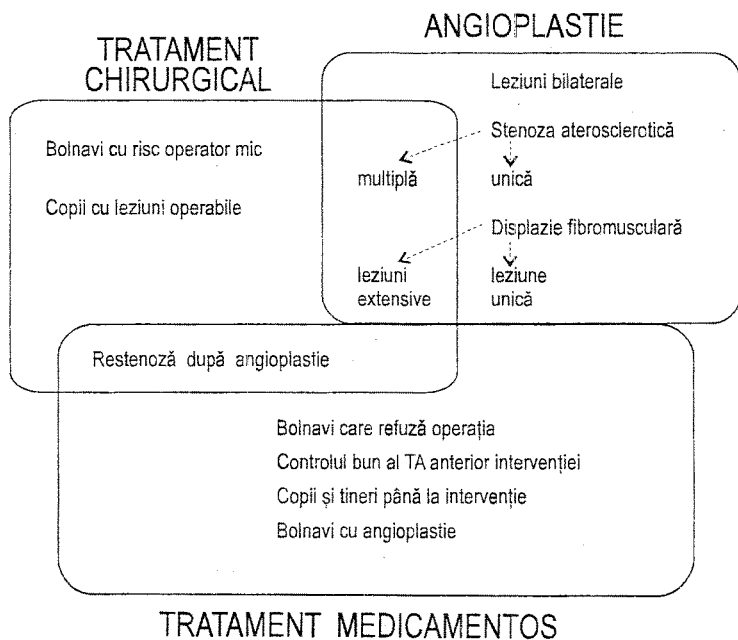 ANGIOPLASTIE
TRATAMENT
CHIRURGICAL
Leziuni bilaterale
Stenoza aterosclerotică
multiplă
unică
Bolnavi cu risc operator mic
Copii cu leziuni operabile
Displazie fibromusculară
leziuni
extensive
leziune
unică
Restenoză după angioplastie
Bolnavi care refuză operația
Controlul bun al TA anterior intervenției
Copii și tineri până la intervenție
Bolnavi cu angioplastie
TRATAMENT MEDICAMENTOS